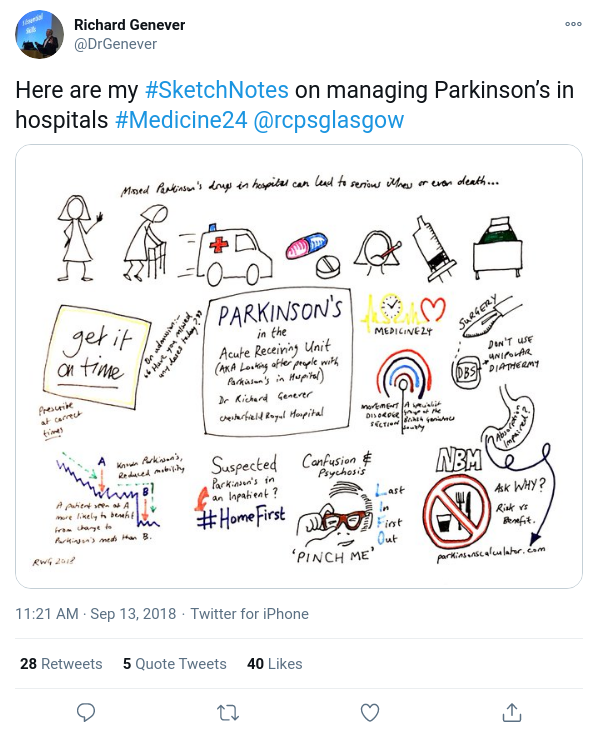 Richard Genever
@DrGenever
Here are my #SketchNotes on managing Parkinson's in
hospitals #Medicine24 @rcpsglasgow
Missed Parkinson's drugs in hospital can lead to serious illness or even death...
get it
on time
On admission:-
"Have you missed
any doses today?"
Prescribe
at correct
times
PARKINSON'S
in the
Acute Receiving Unit
(AKA Looking after people with
Parkinson's in Hospital)
Dr Richard Genever
Chesterfield Royal Hospital
MEDICINE24
MOVEMENT
DISORDER
SECTION
A specialist
group of the
British Geriatrics
Society
SURGERY
DBS
DON'T USE
UNIPOLAR
DIATHERMY
Absorption
Impaired?
A
B
Known Parkinson's,
Reduced mobility
A patient seen at A
more likely to benefit
from change to
Parkinson's meds than B.
RWG 2018
Suspected
Parkinson's in
an Inpatient?
#HomeFirst
Confusion &
Psychosis
Last
In
First
Out
'PINCH ME'
NBM
Ask WHY?
Risk vs
Benefit.
parkinsonscalculator.com
11:21 AM · Sep 13, 2018 · Twitter for iPhone
28 Retweets 5 Quote Tweets 40 Likes